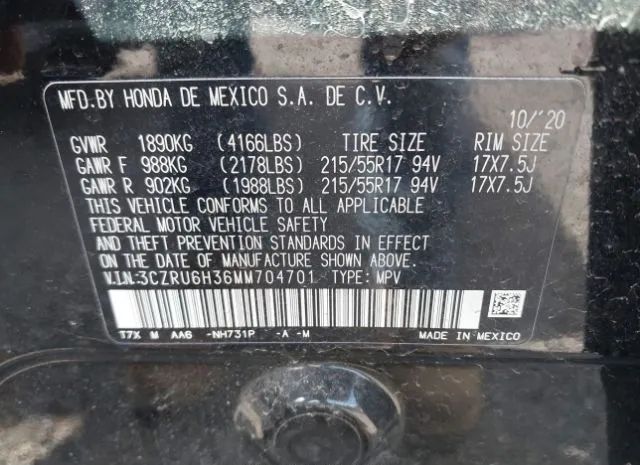 MFD.BY HONDA DE MEXICO S.A. DE C.V.
10/'20
GVWR 1890KG (4166LBS) TIRE SIZE RIM SIZE
GAWR F 988KG (2178LBS) 215/55R17 94V 17X7.5J
GAWR R 902KG (1988LBS) 215/55R17 94V 17X7.5J
THIS VEHICLE CONFORMS TO ALL APPLICABLE
FEDERAL MOTOR VEHICLE SAFETY
AND THEFT PREVENTION STANDARDS IN EFFECT
ON THE DATE OF MANUFACTURE SHOWN ABOVE.
V.I.N.:3CZRU6H36MM704701 TYPE: MPV
T7X M AA6 -NH731P -A -M MADE IN MEXICO